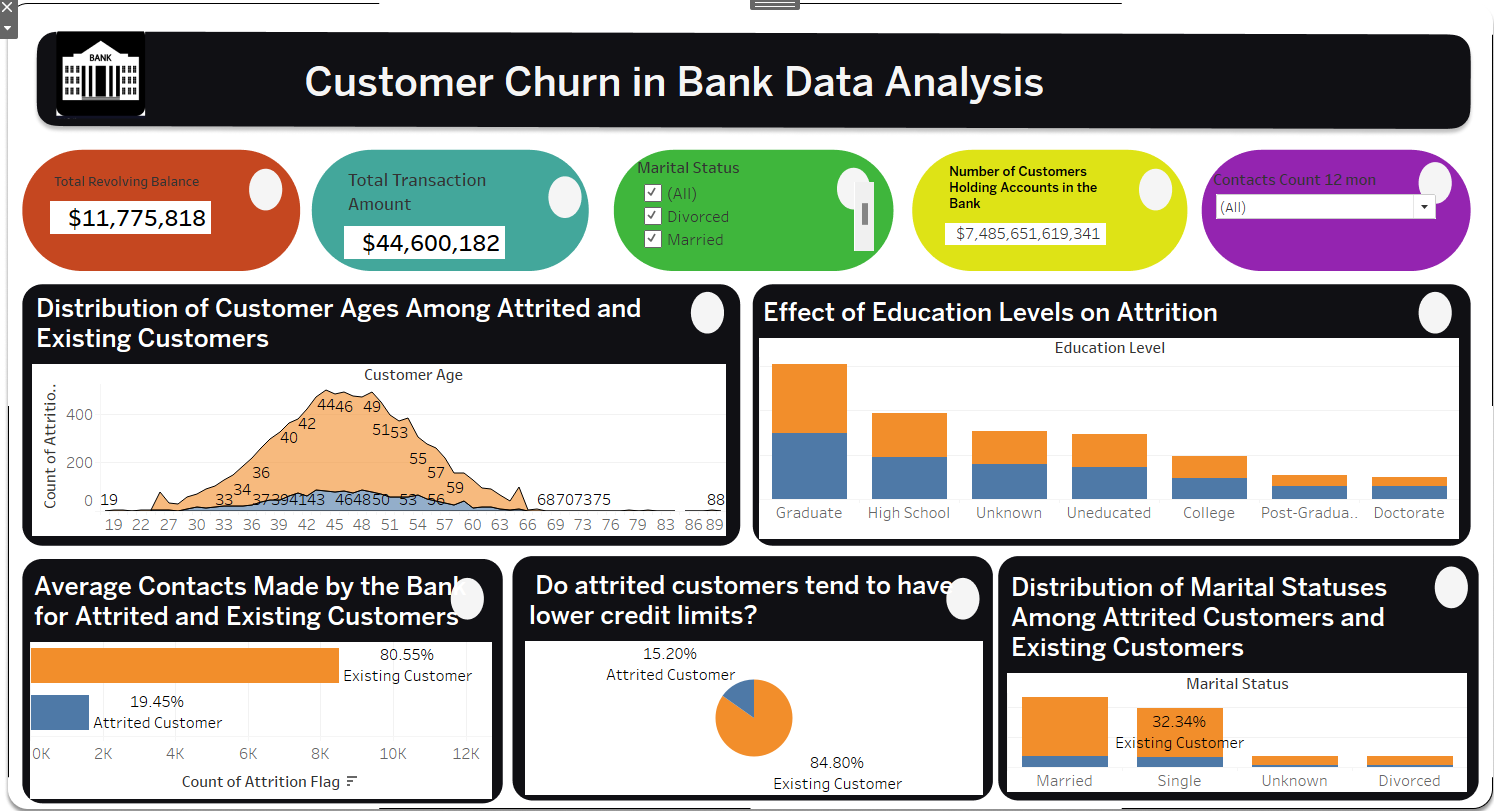 BANK
Customer Churn in Bank Data Analysis
Total Revolving Balance
$11,775,818
Total Transaction
Amount
$44,600,182
Marital Status
(All)
Divorced
Married
Number of Customers
Holding Accounts in the
Bank
$7,485,651,619,341
Contacts Count 12 mon
(All)
Distribution of Customer Ages Among Attrited and
Existing Customers
Customer Age
Count of Attritio..
400
200
0
19
33
34
36
37
39
40
41
42
43
44
46
46
48
49
50
51
53
53
55
56
57
59
68
70
73
75
88
19 22 27 30 33 36 39 42 45 48 51 54 57 60 63 66 69 73 76 79 83 86 89
Effect of Education Levels on Attrition
Education Level
Graduate High School Unknown Uneducated College Post-Gradua.. Doctorate
Average Contacts Made by the Bank
for Attrited and Existing Customers
80.55%
Existing Customer
19.45%
Attrited Customer
0K 2K 4K 6K 8K 10K 12K
Count of Attrition Flag
Do attrited customers tend to have
lower credit limits?
15.20%
Attrited Customer
84.80%
Existing Customer
Distribution of Marital Statuses
Among Attrited Customers and
Existing Customers
Marital Status
32.34%
Existing Customer
Married Single Unknown Divorced